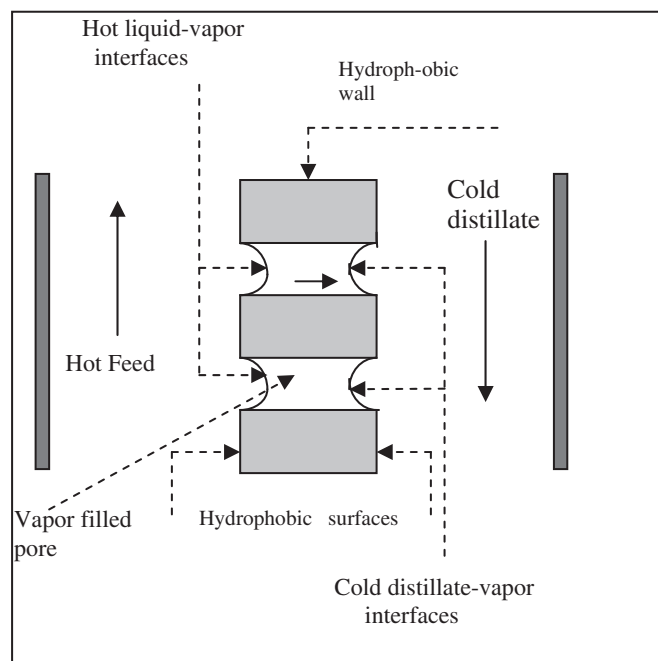 Hot liquid-vapor
interfaces
Hydroph-obic
wall
Cold
distillate
Hot Feed
Vapor filled
pore
Hydrophobic surfaces
Cold distillate-vapor
interfaces